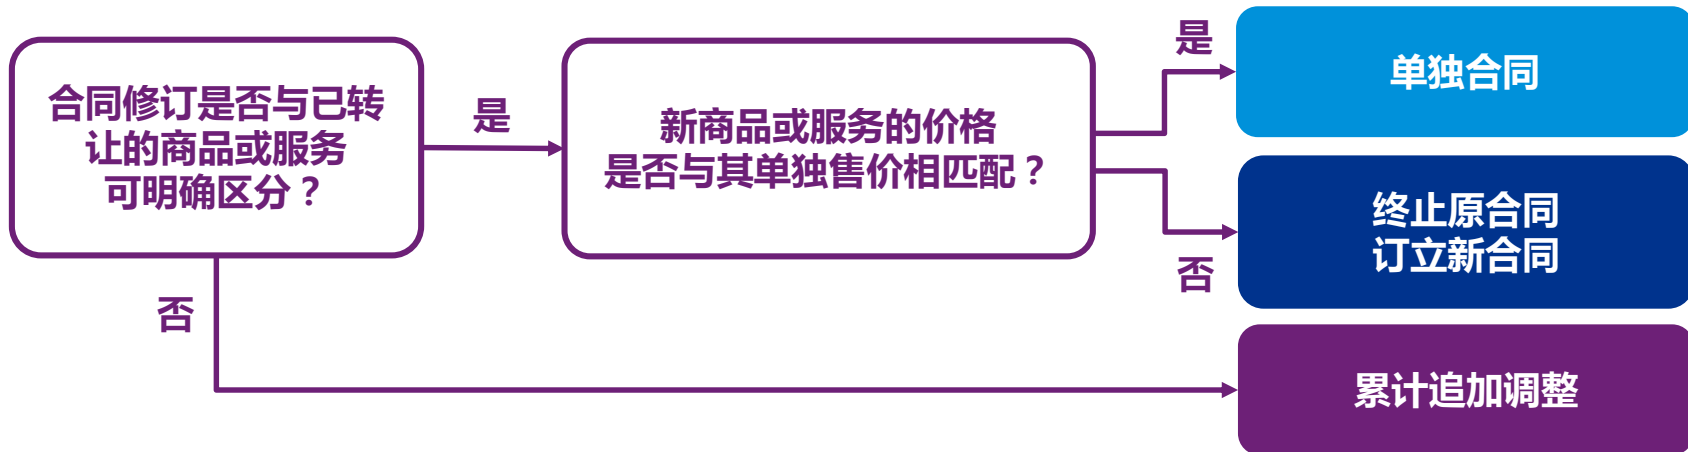 合同修订是否与已转
让的商品或服务
可明确区分？
是
新商品或服务的价格
是否与其单独售价相匹配？
是
单独合同
否
终止原合同
订立新合同
否
累计追加调整